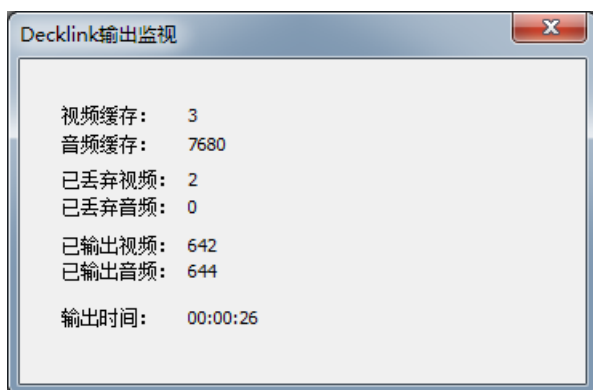 Decklink输出监视
视频缓存： 3
音频缓存： 7680
已丢弃视频： 2
已丢弃音频： 0
已输出视频： 642
已输出音频： 644
输出时间： 00:00:26